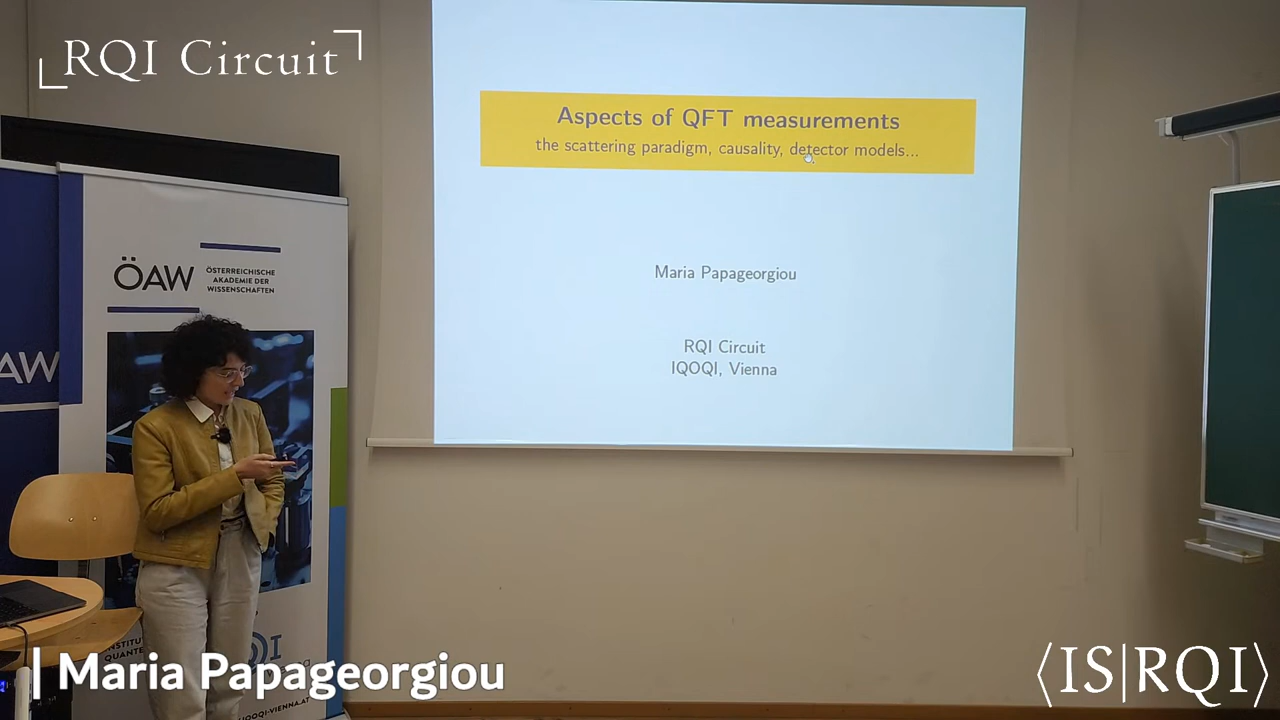 RQI Circuit
Aspects of QFT measurements
the scattering paradigm, causality, detector models...
Maria Papageorgiou
RQI Circuit
IQOQI, Vienna
ÖAW
ÖSTERREICHISCHE
AKADEMIE DER
WISSENSCHAFTEN
AW
| Maria Papageorgiou
⟨IS|RQI⟩